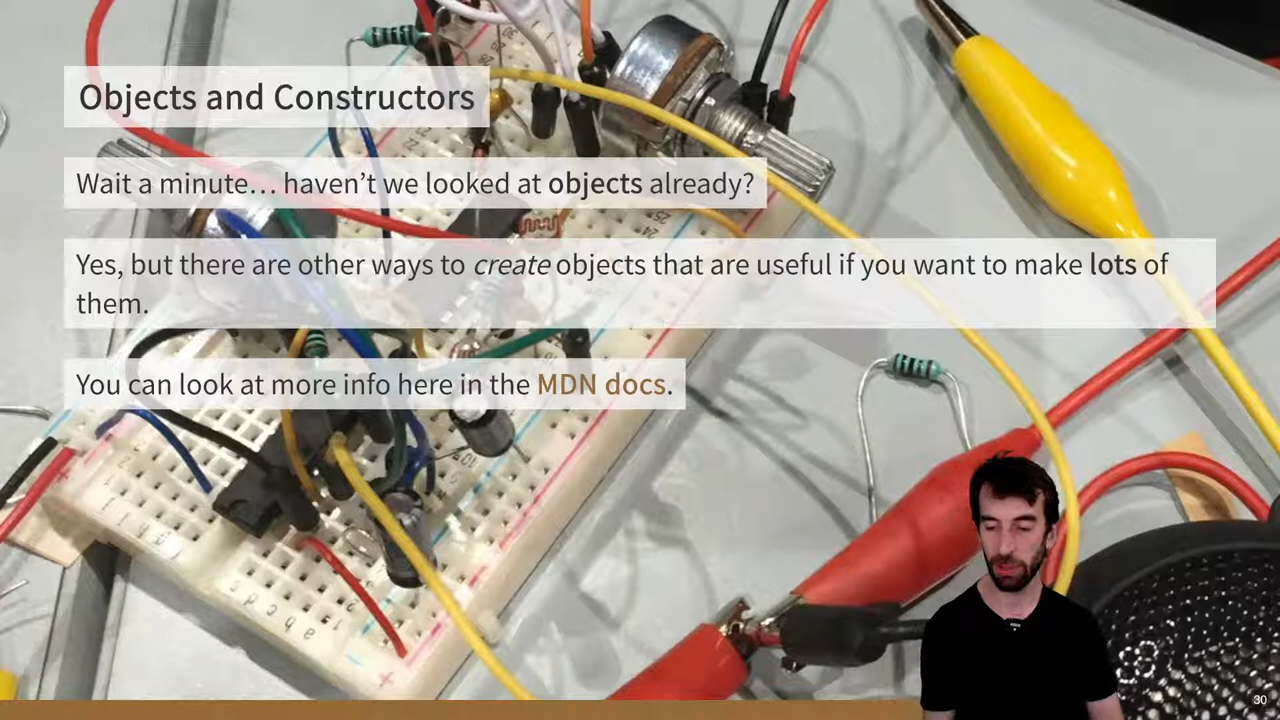 Objects and Constructors
Wait a minute… haven’t we looked at objects already?
Yes, but there are other ways to create objects that are useful if you want to make lots of
them.
You can look at more info here in the MDN docs.
30